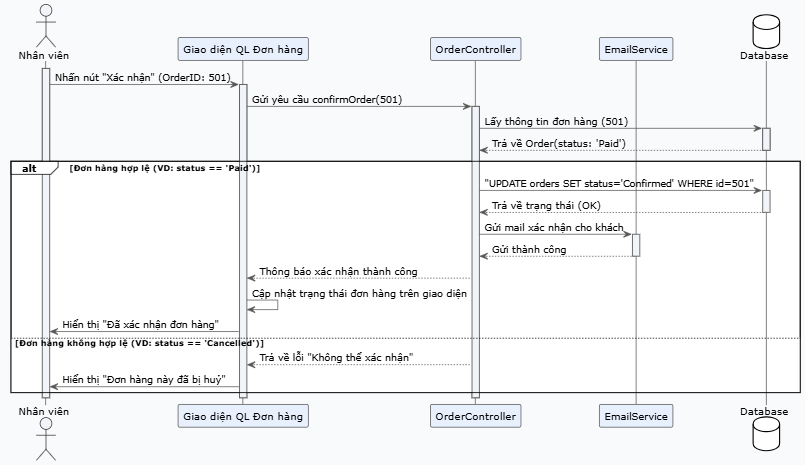 Nhân viên
Giao diện QL Đơn hàng
OrderController
EmailService
Database
Nhấn nút "Xác nhận" (OrderID: 501)
Gửi yêu cầu confirmOrder(501)
Lấy thông tin đơn hàng (501)
Trả về Order(status: 'Paid')
alt
[Đơn hàng hợp lệ (VD: status == 'Paid')]
"UPDATE orders SET status='Confirmed' WHERE id=501"
Trả về trạng thái (OK)
Gửi mail xác nhận cho khách
Gửi thành công
Thông báo xác nhận thành công
Cập nhật trạng thái đơn hàng trên giao diện
Hiển thị "Đã xác nhận đơn hàng"
[Đơn hàng không hợp lệ (VD: status == 'Cancelled')]
Trả về lỗi "Không thể xác nhận"
Hiển thị "Đơn hàng này đã bị huỷ"
Nhân viên
Giao diện QL Đơn hàng
OrderController
EmailService
Database